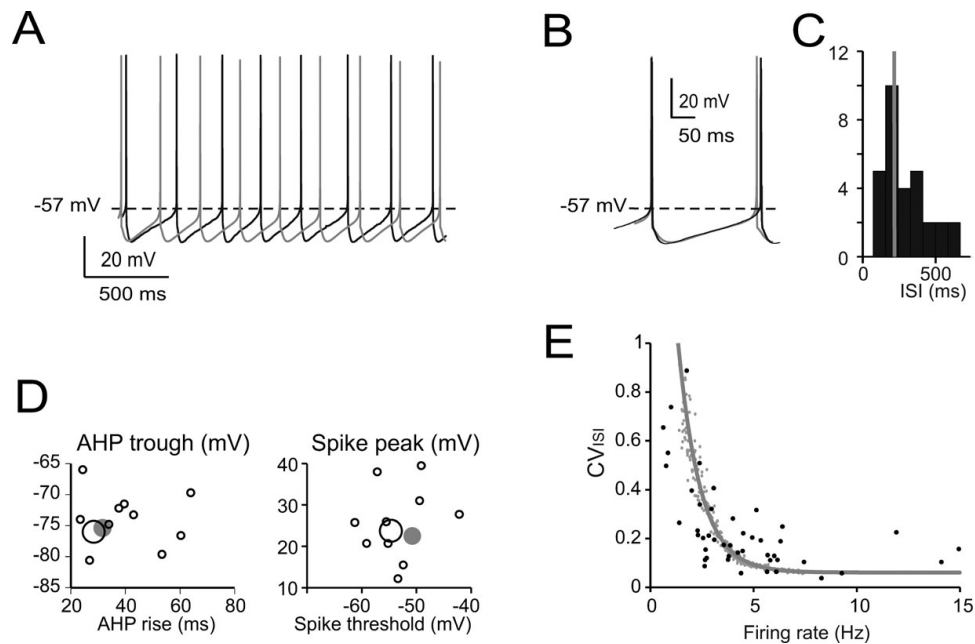 A
-57 mV
20 mV
500 ms
B
20 mV
50 ms
-57 mV
C
12
8
4
0
0
500
ISI (ms)
D
AHP trough (mV)
-65
-70
-75
-80
-85
20
40
60
80
AHP rise (ms)
Spike peak (mV)
40
30
20
10
-60
-50
-40
Spike threshold (mV)
E
CVISI
1
0.8
0.6
0.4
0.2
0
0
5
10
15
Firing rate (Hz)